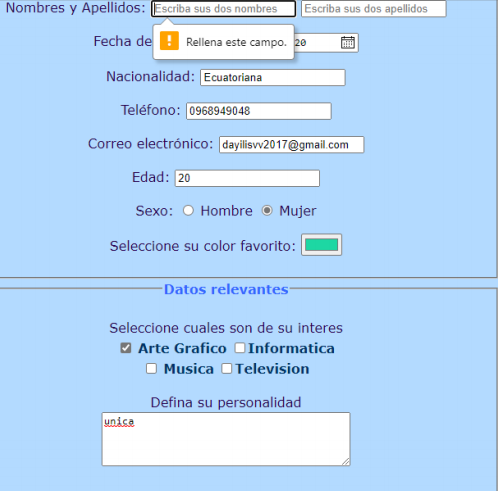 Nombres y Apellidos: Escriba sus dos nombres Escriba sus dos apellidos
Fecha de 20
Rellena este campo.
Nacionalidad: Ecuatoriana
Teléfono: 0968949048
Correo electrónico: dayilisvv2017@gmail.com
Edad: 20
Sexo: Hombre Mujer
Seleccione su color favorito:
Datos relevantes
Seleccione cuales son de su interes
Arte Grafico Informatica
Musica Television
Defina su personalidad
unica